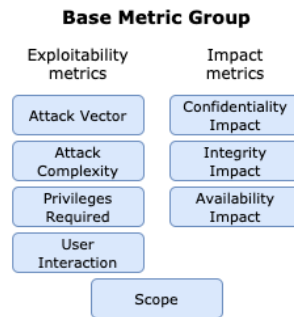 Base Metric Group
Exploitability
metrics
Attack Vector
Attack
Complexity
Privileges
Required
User
Interaction
Impact
metrics
Confidentiality
Impact
Integrity
Impact
Availability
Impact
Scope